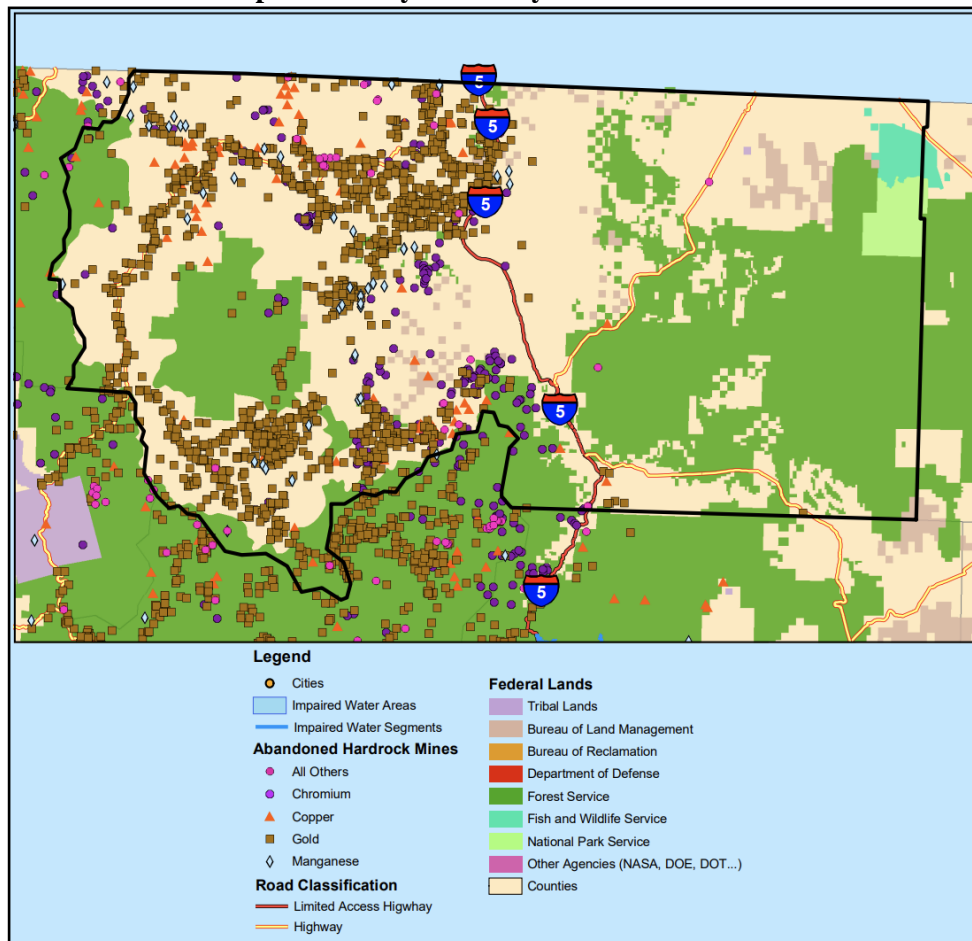 5
5
5
5
5
Legend
Cities
Impaired Water Areas
Impaired Water Segments
Abandoned Hardrock Mines
All Others
Chromium
Copper
Gold
Manganese
Road Classification
Limited Access Higwhay
Highway
Federal Lands
Tribal Lands
Bureau of Land Management
Bureau of Reclamation
Department of Defense
Forest Service
Fish and Wildlife Service
National Park Service
Other Agencies (NASA, DOE, DOT...)
Counties